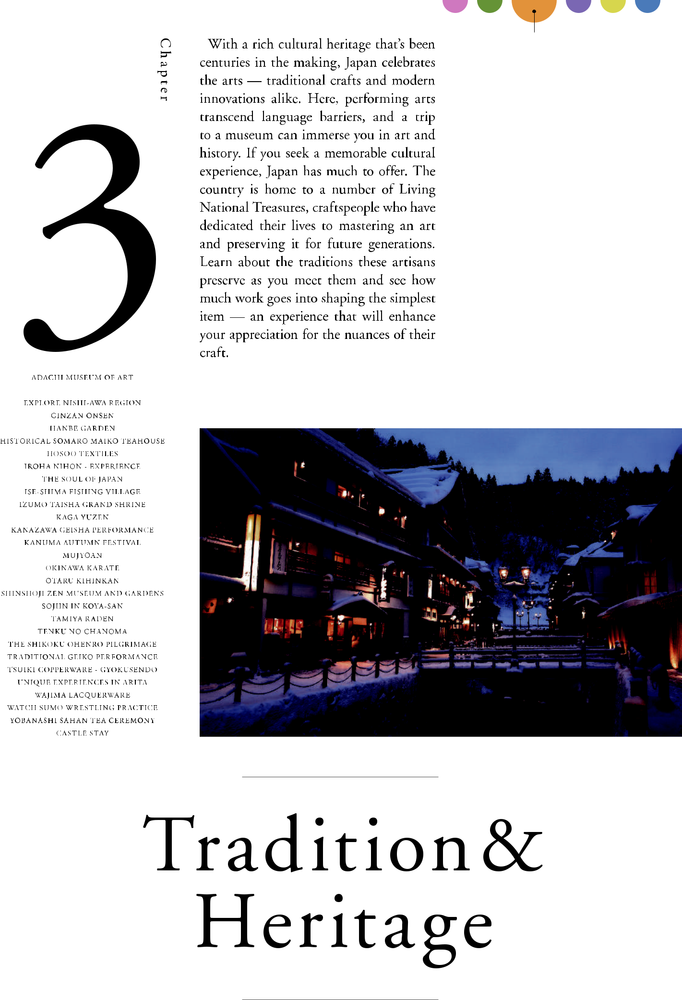 Chapter
3
With a rich cultural heritage that’s been
centuries in the making, Japan celebrates
the arts — traditional crafts and modern
innovations alike. Here, performing arts
transcend language barriers, and a trip
to a museum can immerse you in art and
history. If you seek a memorable cultural
experience, Japan has much to offer. The
country is home to a number of Living
National Treasures, craftspeople who have
dedicated their lives to mastering an art
and preserving it for future generations.
Learn about the traditions these artisans
preserve as you meet them and see how
much work goes into shaping the simplest
item — an experience that will enhance
your appreciation for the nuances of their
craft.
ADACHI MUSEUM OF ART
EXPLORE NISHI-AWA REGION
GINZAN ONSEN
HANBE GARDEN
HISTORICAL SOMARO MAIKO TEAHOUSE
HOSOO TEXTILES
IROHA NIHON - EXPERIENCE
THE SOUL OF JAPAN
ISE-SHIMA FISHING VILLAGE
IZUMO TAISHA GRAND SHRINE
KAGA YUZEN
KANAZAWA GEISHA PERFORMANCE
KANUMA AUTUMN FESTIVAL
MUJYOAN
OKINAWA KARATE
OTARU KIHINKAN
SHINSHOJI ZEN MUSEUM AND GARDENS
SOJIIN IN KOYA-SAN
TAMIYA RADEN
TENKU NO CHANOMA
THE SHIKOKU OHENRO PILGRIMAGE
TRADITIONAL GEIKO PERFORMANCE
TSUIKI COPPERWARE - GYOKUSENDO
UNIQUE EXPERIENCES IN ARITA
WAJIMA LACQUERWARE
WATCH SUMO WRESTLING PRACTICE
YOBANASHI SAHAN TEA CEREMONY
CASTLE STAY
Tradition &
Heritage